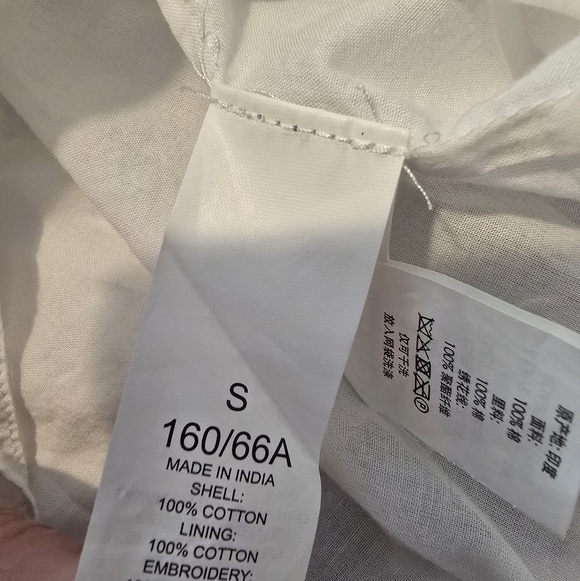 S
160/66A
MADE IN INDIA
SHELL:
100% COTTON
LINING:
100% COTTON
EMBROIDERY:
原产地: 印度
面料:
100% 棉
里料:
100% 棉
绣花线:
100% 聚酯纤维
仅可干洗
放入网袋洗涤